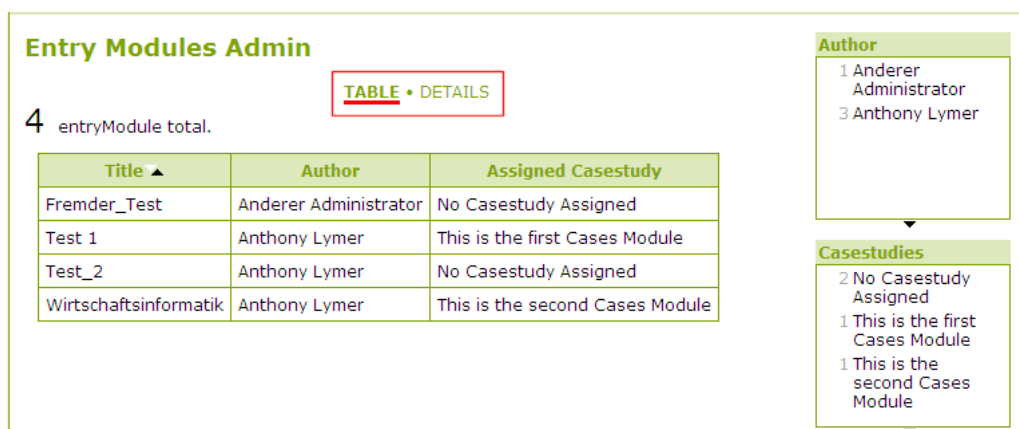 Entry Modules Admin
TABLE • DETAILS
4 entryModule total.
Title Author Assigned Casestudy
Fremder_Test Anderer Administrator No Casestudy Assigned
Test 1 Anthony Lymer This is the first Cases Module
Test_2 Anthony Lymer No Casestudy Assigned
Wirtschaftsinformatik Anthony Lymer This is the second Cases Module
Author
1 Anderer
Administrator
3 Anthony Lymer
Casestudies
2 No Casestudy
Assigned
1 This is the first
Cases Module
1 This is the
second Cases
Module